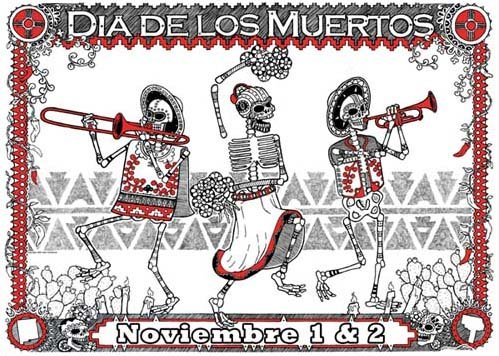 DIA DE LOS MUERTOS
Noviembre 1 & 2